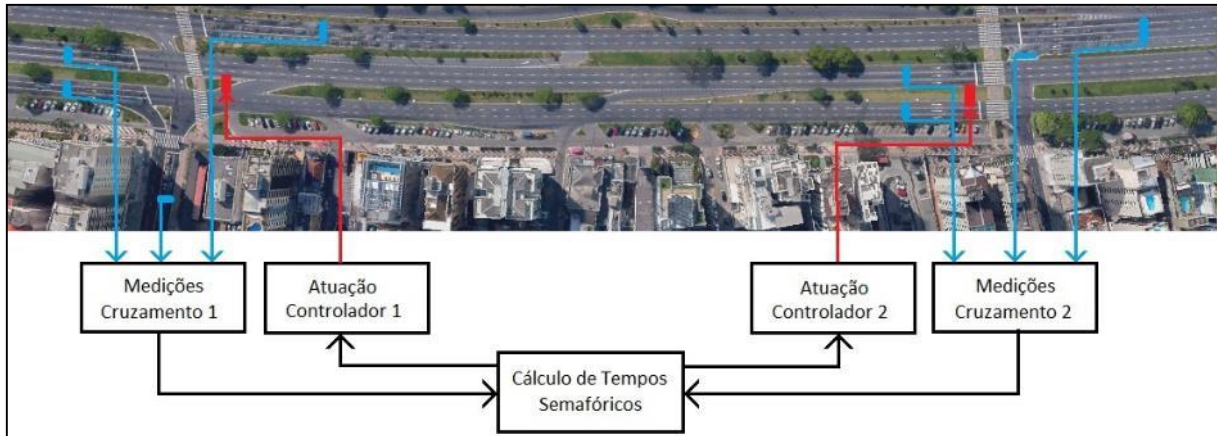 Medições
Cruzamento 1
Atuação
Controlador 1
Atuação
Controlador 2
Medições
Cruzamento 2
Cálculo de Tempos
Semafóricos